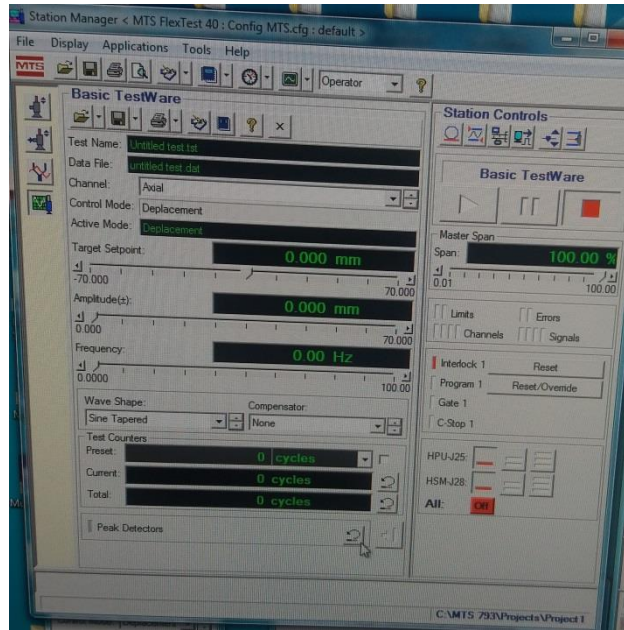 Station Manager < MTS FlexTest 40 : Config MTS.cfg : default >
File Display Applications Tools Help
MTS
Operator
Basic TestWare
Test Name: Untitled test.tst
Data File: untitled test.dat
Channel: Axial
Control Mode: Displacement
Active Mode: Displacement
Target Setpoint: 0.000 mm
-70.000 70.000
Amplitude(±): 0.000 mm
0.000 70.000
Frequency: 0.00 Hz
0.0000 100.00
Wave Shape: Compensator:
Sine Tapered None
Test Counters
Preset: 0 cycles
Current: 0 cycles
Total: 0 cycles
Peak Detectors
Station Controls
Basic TestWare
Master Span
Span: 100.00 %
0.01 100.00
Limits Errors
Channels Signals
Interlock 1 Reset
Program 1 Reset/Override
Gate 1
C-Stop 1
HPU-J25:
HSM-J28:
All: Off
C:\MTS 793\Projects\Project1